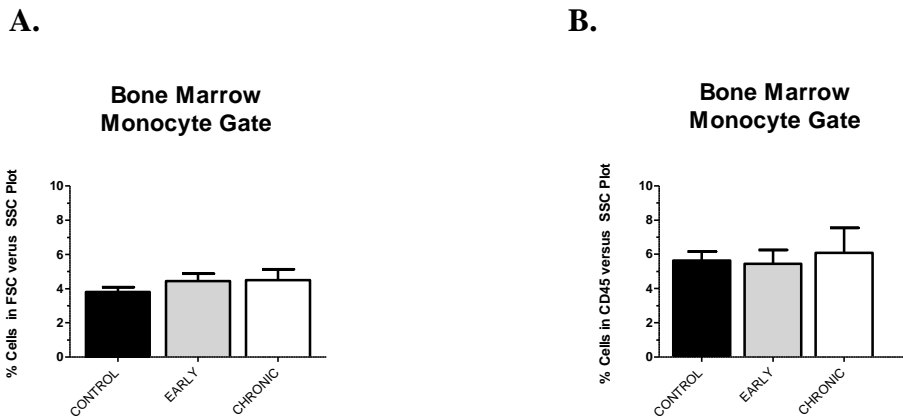 A.
Bone Marrow
Monocyte Gate
% Cells in FSC versus SSC Plot
10
8
6
4
2
0
CONTROL
EARLY
CHRONIC
B.
Bone Marrow
Monocyte Gate
% Cells in CD45 versus SSC Plot
10
8
6
4
2
0
CONTROL
EARLY
CHRONIC